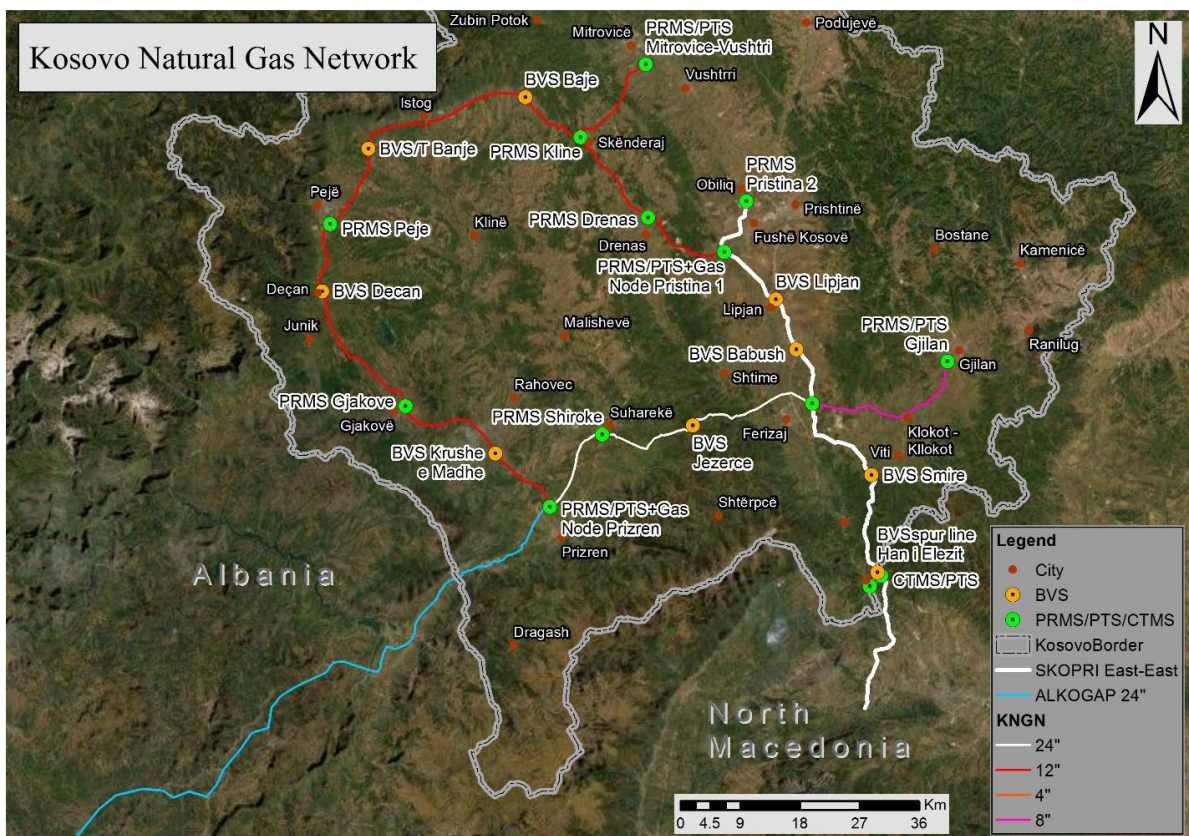 Kosovo Natural Gas Network
Zubin Potok
Mitrovicë
PRMS/PTS
Mitrovice-Vushtri
Podujevë
N
Vushtrri
BVS Baje
Istog
BVS/T Banje
PRMS Kline
Skënderaj
Obiliq
PRMS
Pristina 2
Prishtinë
Pejë
PRMS Peje
Klinë
PRMS Drenas
Drenas
Fushë Kosovë
Bostane
Kamenicë
PRMS/PTS+Gas
Node Pristina 1
BVS Lipjan
Lipjan
Deçan
BVS Decan
Junik
Malishevë
BVS Babush
PRMS/PTS
Gjilan
Gjilan
Ranilug
Shtime
Rahovec
PRMS Gjakove
Gjakovë
PRMS Shiroke
Suharekë
BVS
Jezerce
Ferizaj
Klokot -
Kllokot
Viti
BVS Krushe
e Madhe
BVS Smire
PRMS/PTS+Gas
Node Prizren
Prizren
Shtërpcë
BVSspur line
Han i Elezit
CTMS/PTS
Albania
Dragash
North
Macedonia
Legend
City
BVS
PRMS/PTS/CTMS
KosovoBorder
SKOPRI East-East
ALKOGAP 24"
KNGN
24"
12"
4"
8"
Km
0 4.5 9 18 27 36